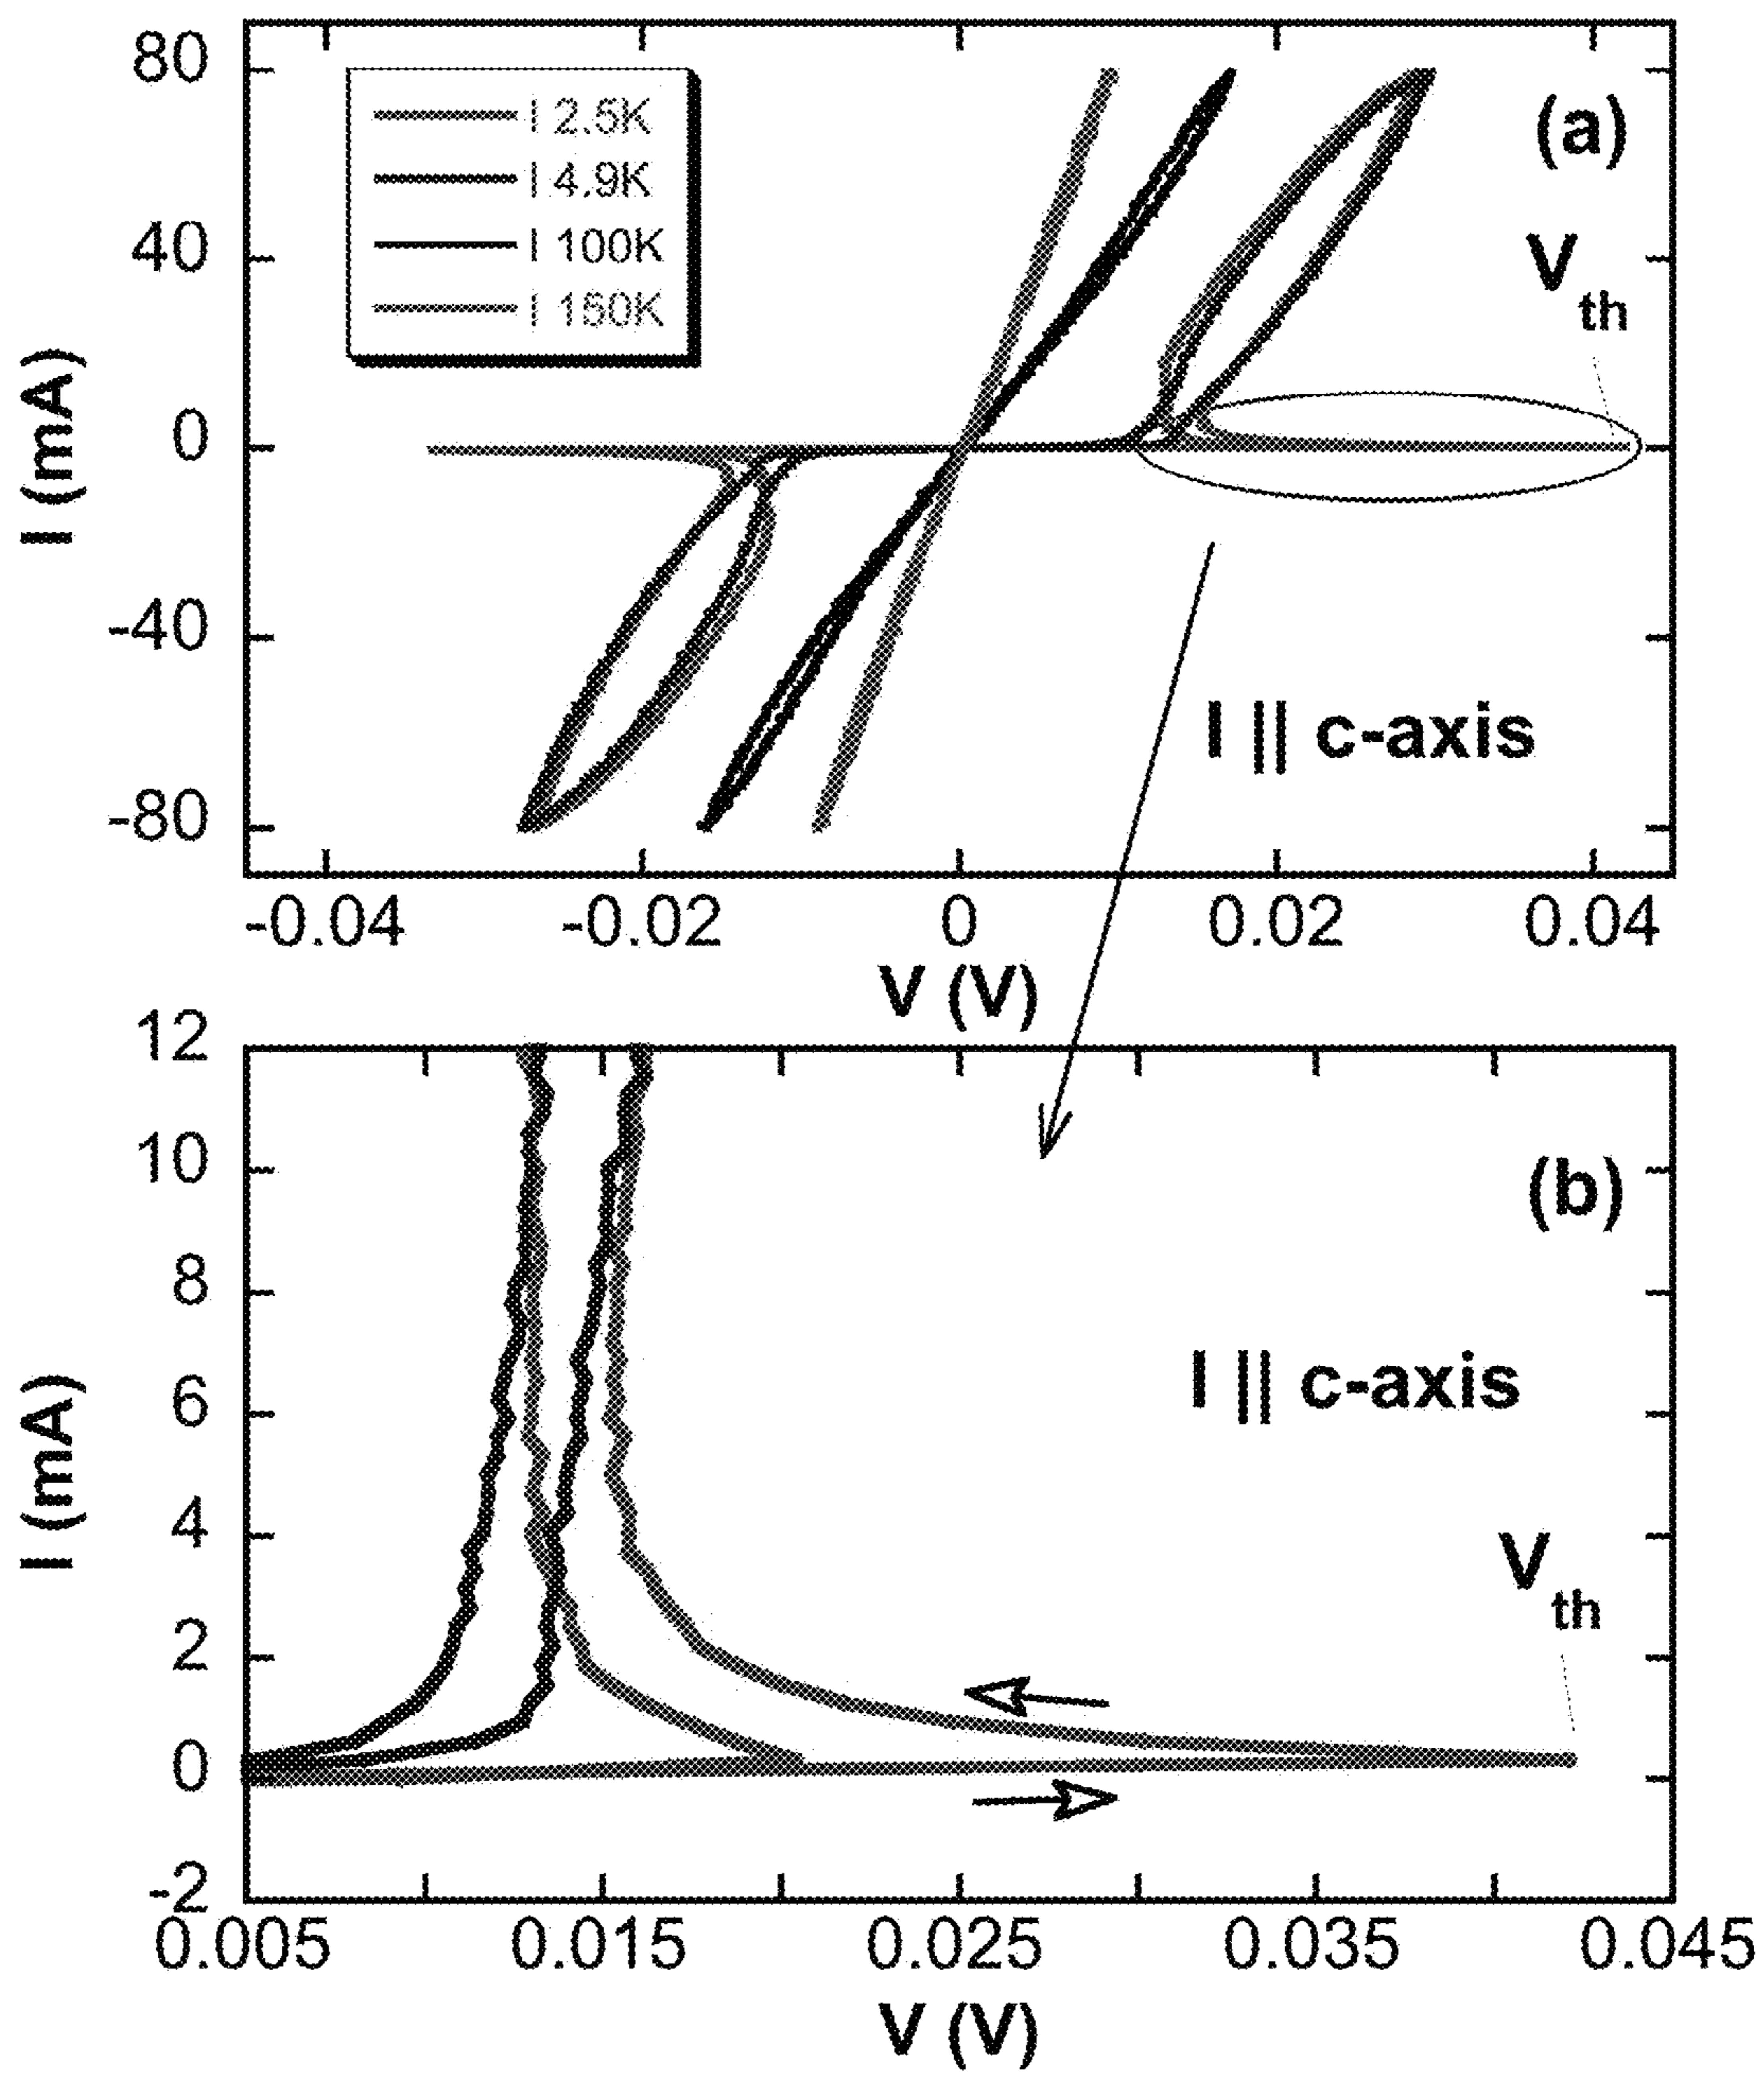 80
40
0
-40
-80
I (mA)
I 2.5K
I 4.9K
I 100K
I 150K
(a)
V th
I || c-axis
-0.04
-0.02
0
0.02
0.04
V (V)
12
10
8
6
4
2
0
-2
I (mA)
(b)
I || c-axis
V th
0.005
0.015
0.025
0.035
0.045
V (V)